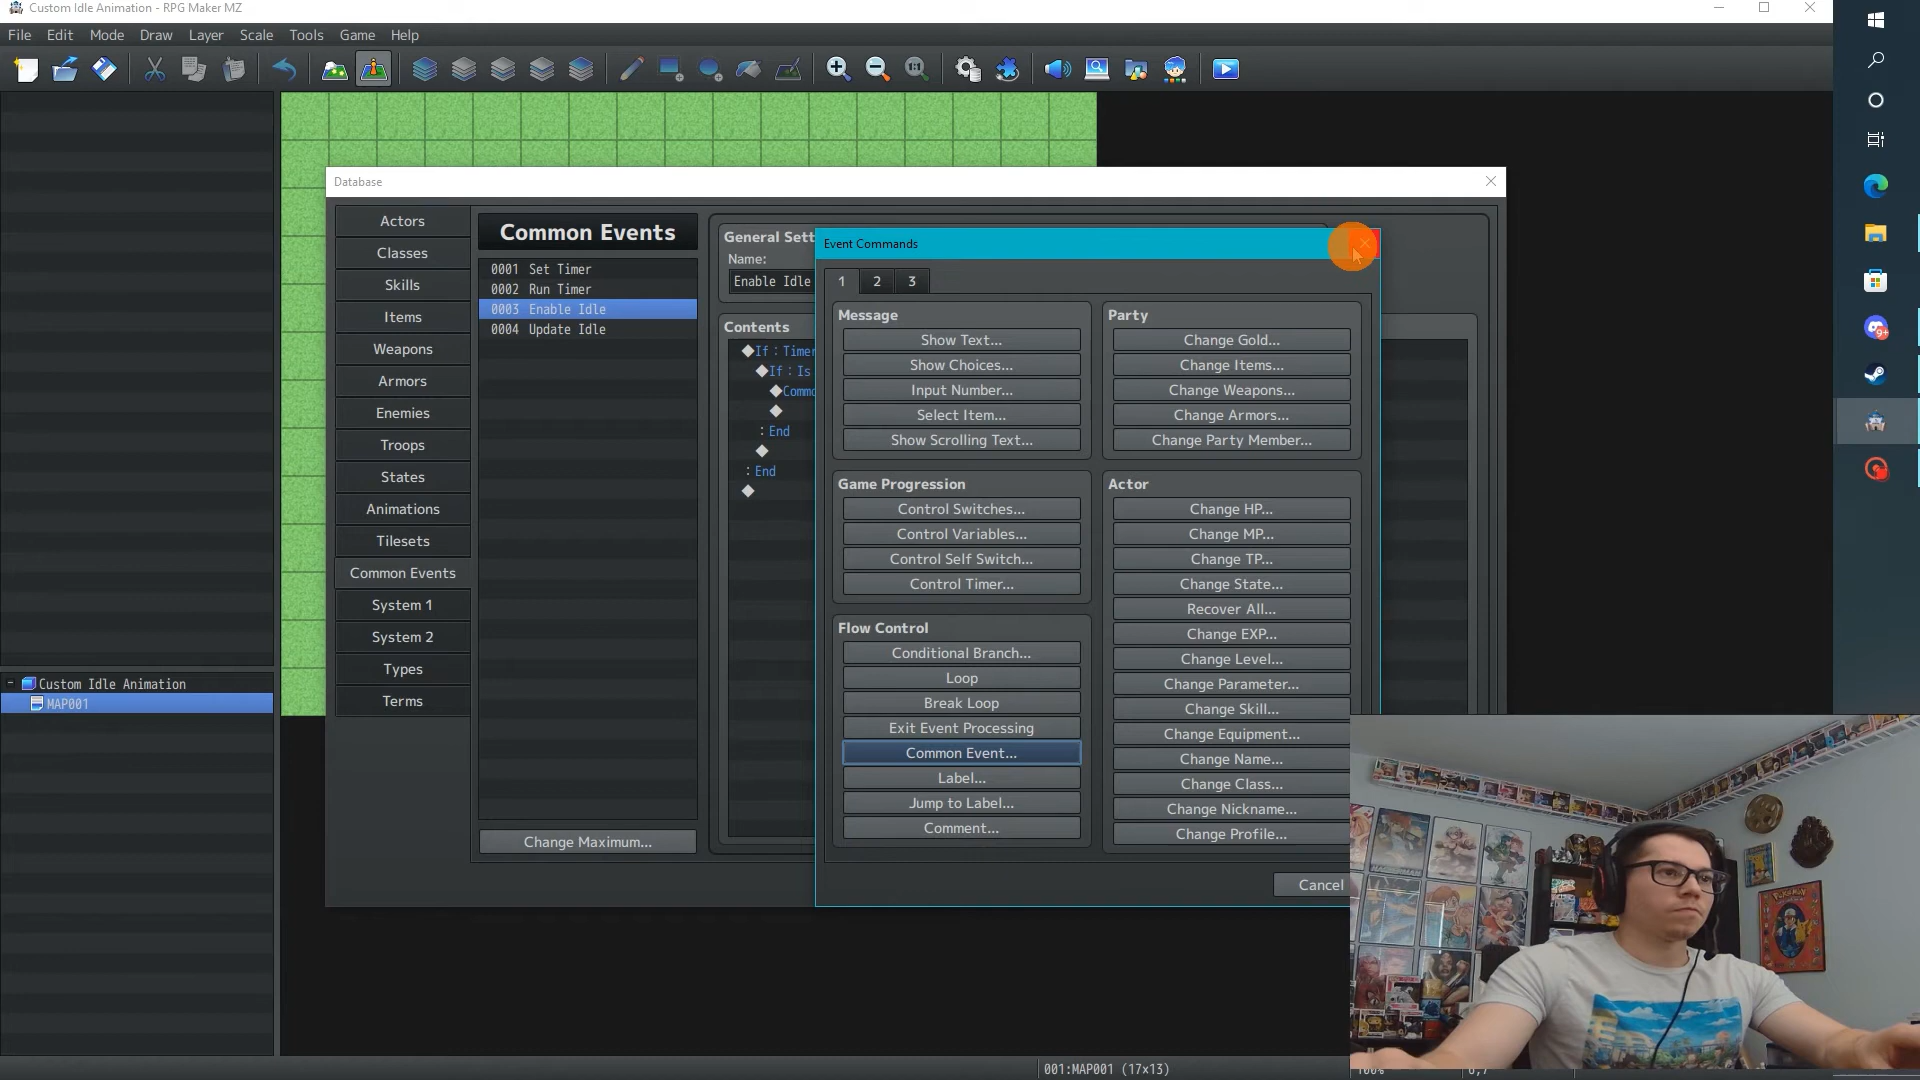 Custom Idle Animation - RPG Maker MZ
File Edit Mode Draw Layer Scale Tools Game Help
1:1
Database
Actors
Classes
Skills
Items
Weapons
Armors
Enemies
Troops
States
Animations
Tilesets
Common Events
System 1
System 2
Types
Terms
Common Events
0001 Set Timer
0002 Run Timer
0003 Enable Idle
0004 Update Idle
Change Maximum...
General Sett
Name:
Enable Idle
Contents
◆If : Timer
◆If : Is
◆Commo
◆
: End
◆
: End
◆
Event Commands
1 2 3
Message
Show Text...
Show Choices...
Input Number...
Select Item...
Show Scrolling Text...
Game Progression
Control Switches...
Control Variables...
Control Self Switch...
Control Timer...
Flow Control
Conditional Branch...
Loop
Break Loop
Exit Event Processing
Common Event...
Label...
Jump to Label...
Comment...
Party
Change Gold...
Change Items...
Change Weapons...
Change Armors...
Change Party Member...
Actor
Change HP...
Change MP...
Change TP...
Change State...
Recover All...
Change EXP...
Change Level...
Change Parameter...
Change Skill...
Change Equipment...
Change Name...
Change Class...
Change Nickname...
Change Profile...
Cancel
Custom Idle Animation
MAP001
001:MAP001 (17x13)
100%
9+